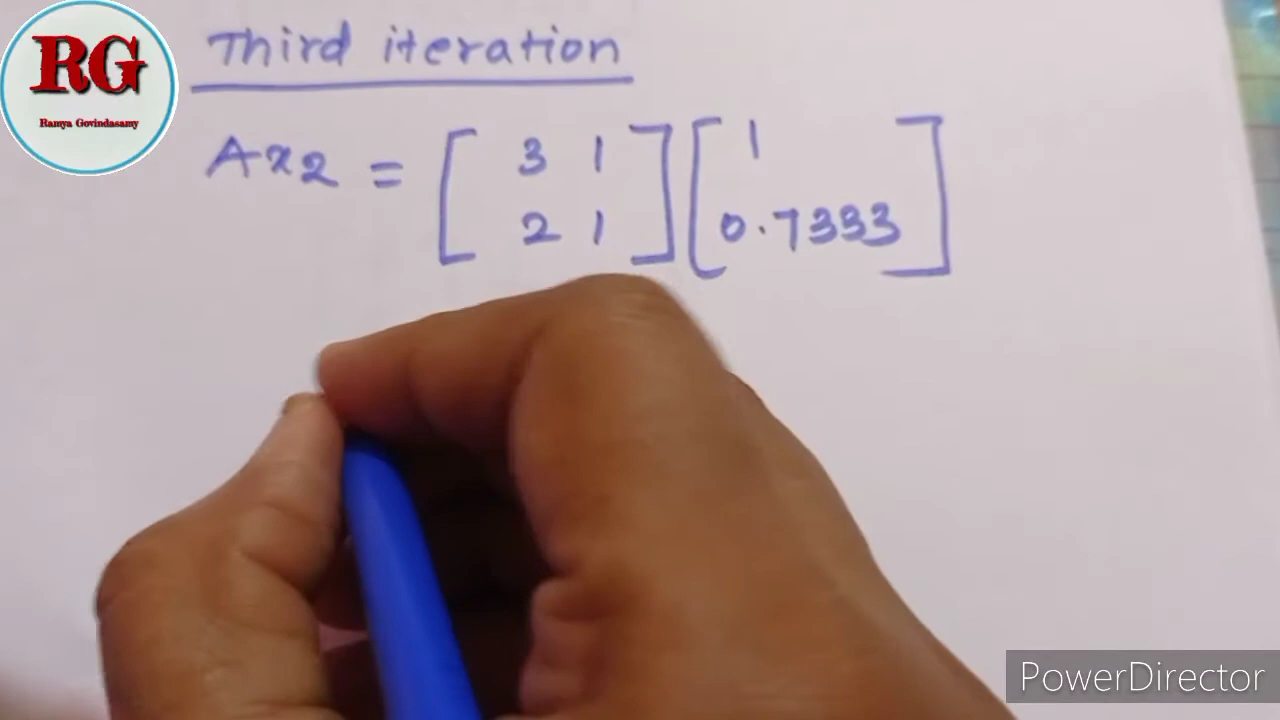 RG
Ramya Govindasamy
Third iteration
Ax2 = [ 3 1 ] [ 1 ]
[ 2 1 ] [ 0.7333 ]
PowerDirector